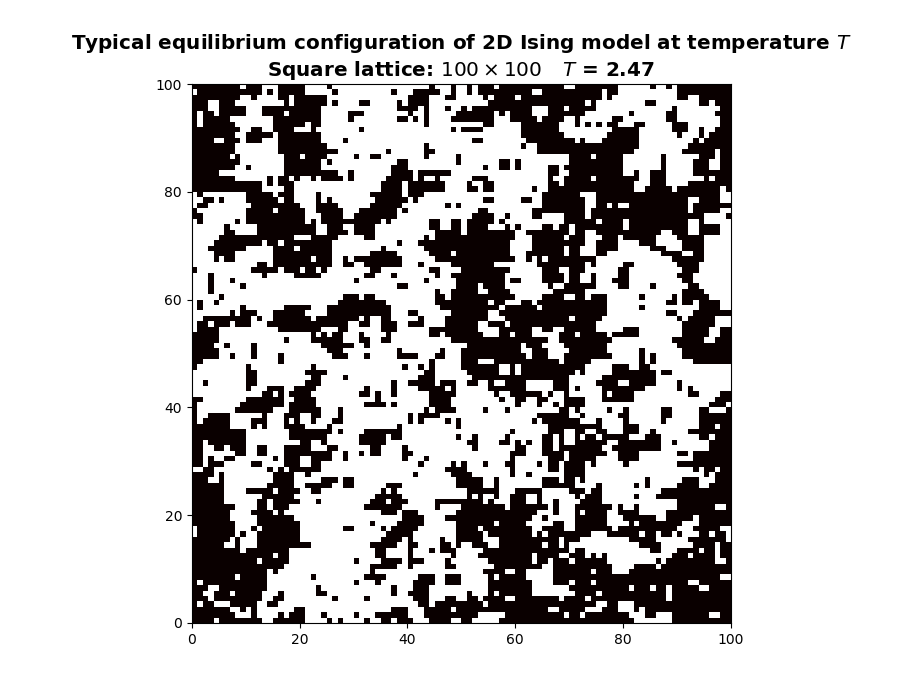 Typical equilibrium configuration of 2D Ising model at temperature T
Square lattice: 100 × 100 T = 2.47
100
80
60
40
20
0
0 20 40 60 80 100